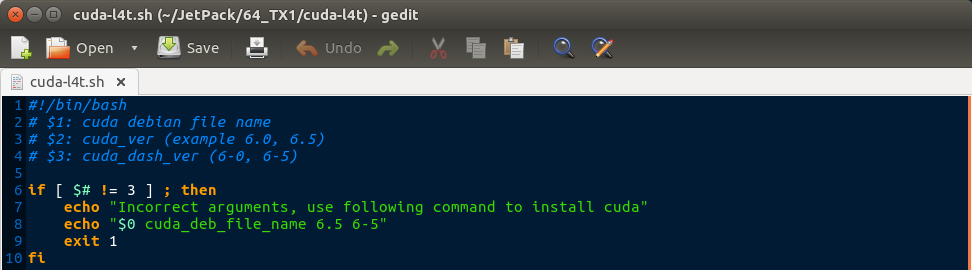 cuda-l4t.sh (~/JetPack/64_TX1/cuda-l4t) - gedit
Open Save Undo
cuda-l4t.sh
1 #!/bin/bash
2 # $1: cuda debian file name
3 # $2: cuda_ver (example 6.0, 6.5)
4 # $3: cuda_dash_ver (6-0, 6-5)
5
6 if [ $# != 3 ] ; then
7     echo "Incorrect arguments, use following command to install cuda"
8     echo "$0 cuda_deb_file_name 6.5 6-5"
9     exit 1
10 fi